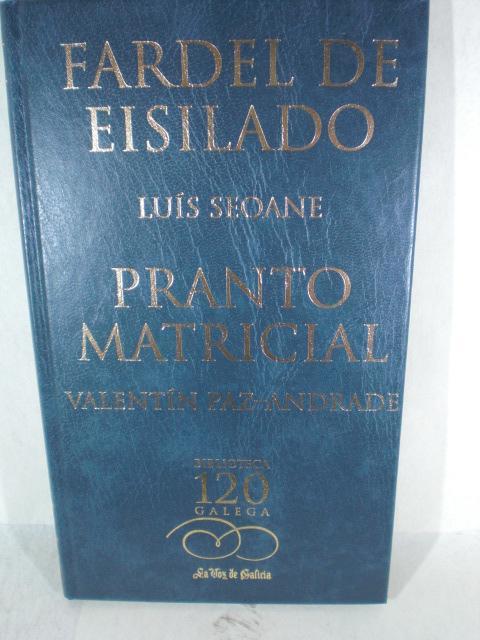 FARDEL DE
EISILADO
LUÍS SEOANE
PRANTO
MATRICIAL
VALENTÍN PAZ-ANDRADE
BIBLIOTECA
120
GALEGA
La Voz de Galicia